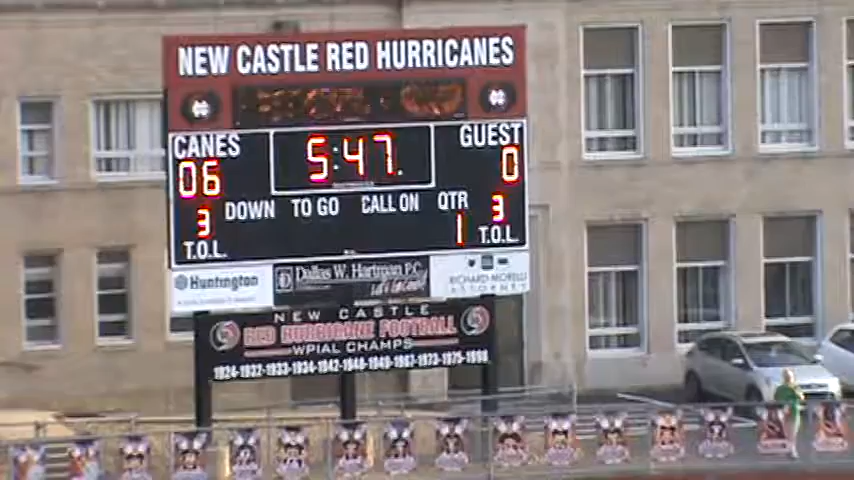 NEW CASTLE RED HURRICANES
CANES 5:47. GUEST
06 0
DOWN TO GO CALL ON QTR
3 1 3
T.O.L. T.O.L.
Huntington
Dallas W. Hartman P.C.
RICHARD MORELLI
ATTORNEY
NEW CASTLE
RED HURRICANE FOOTBALL
WPIAL CHAMPS
1924-1932-1933-1934-1942-1948-1949-1967-1973-1975-1998